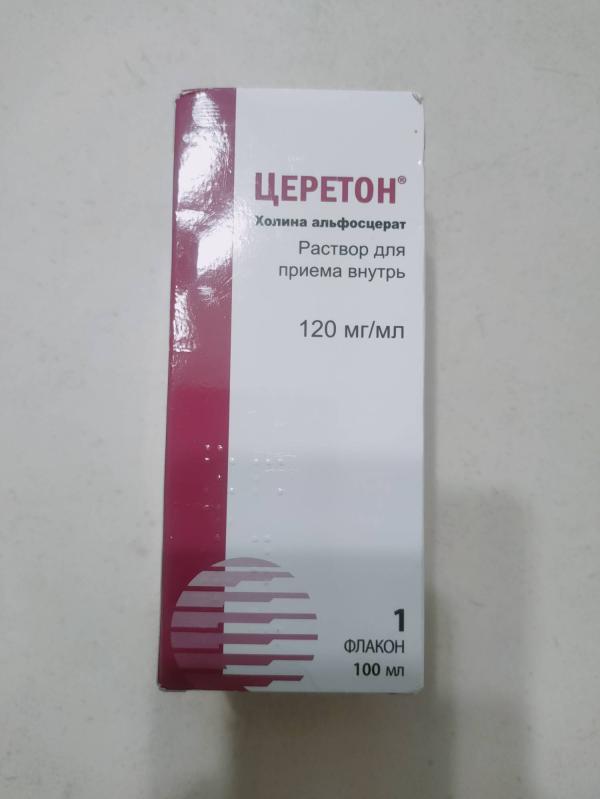 ЦЕРЕТОН®
Холина альфосцерат
Раствор для
приема внутрь
120 мг/мл
1
ФЛАКОН
100 мл